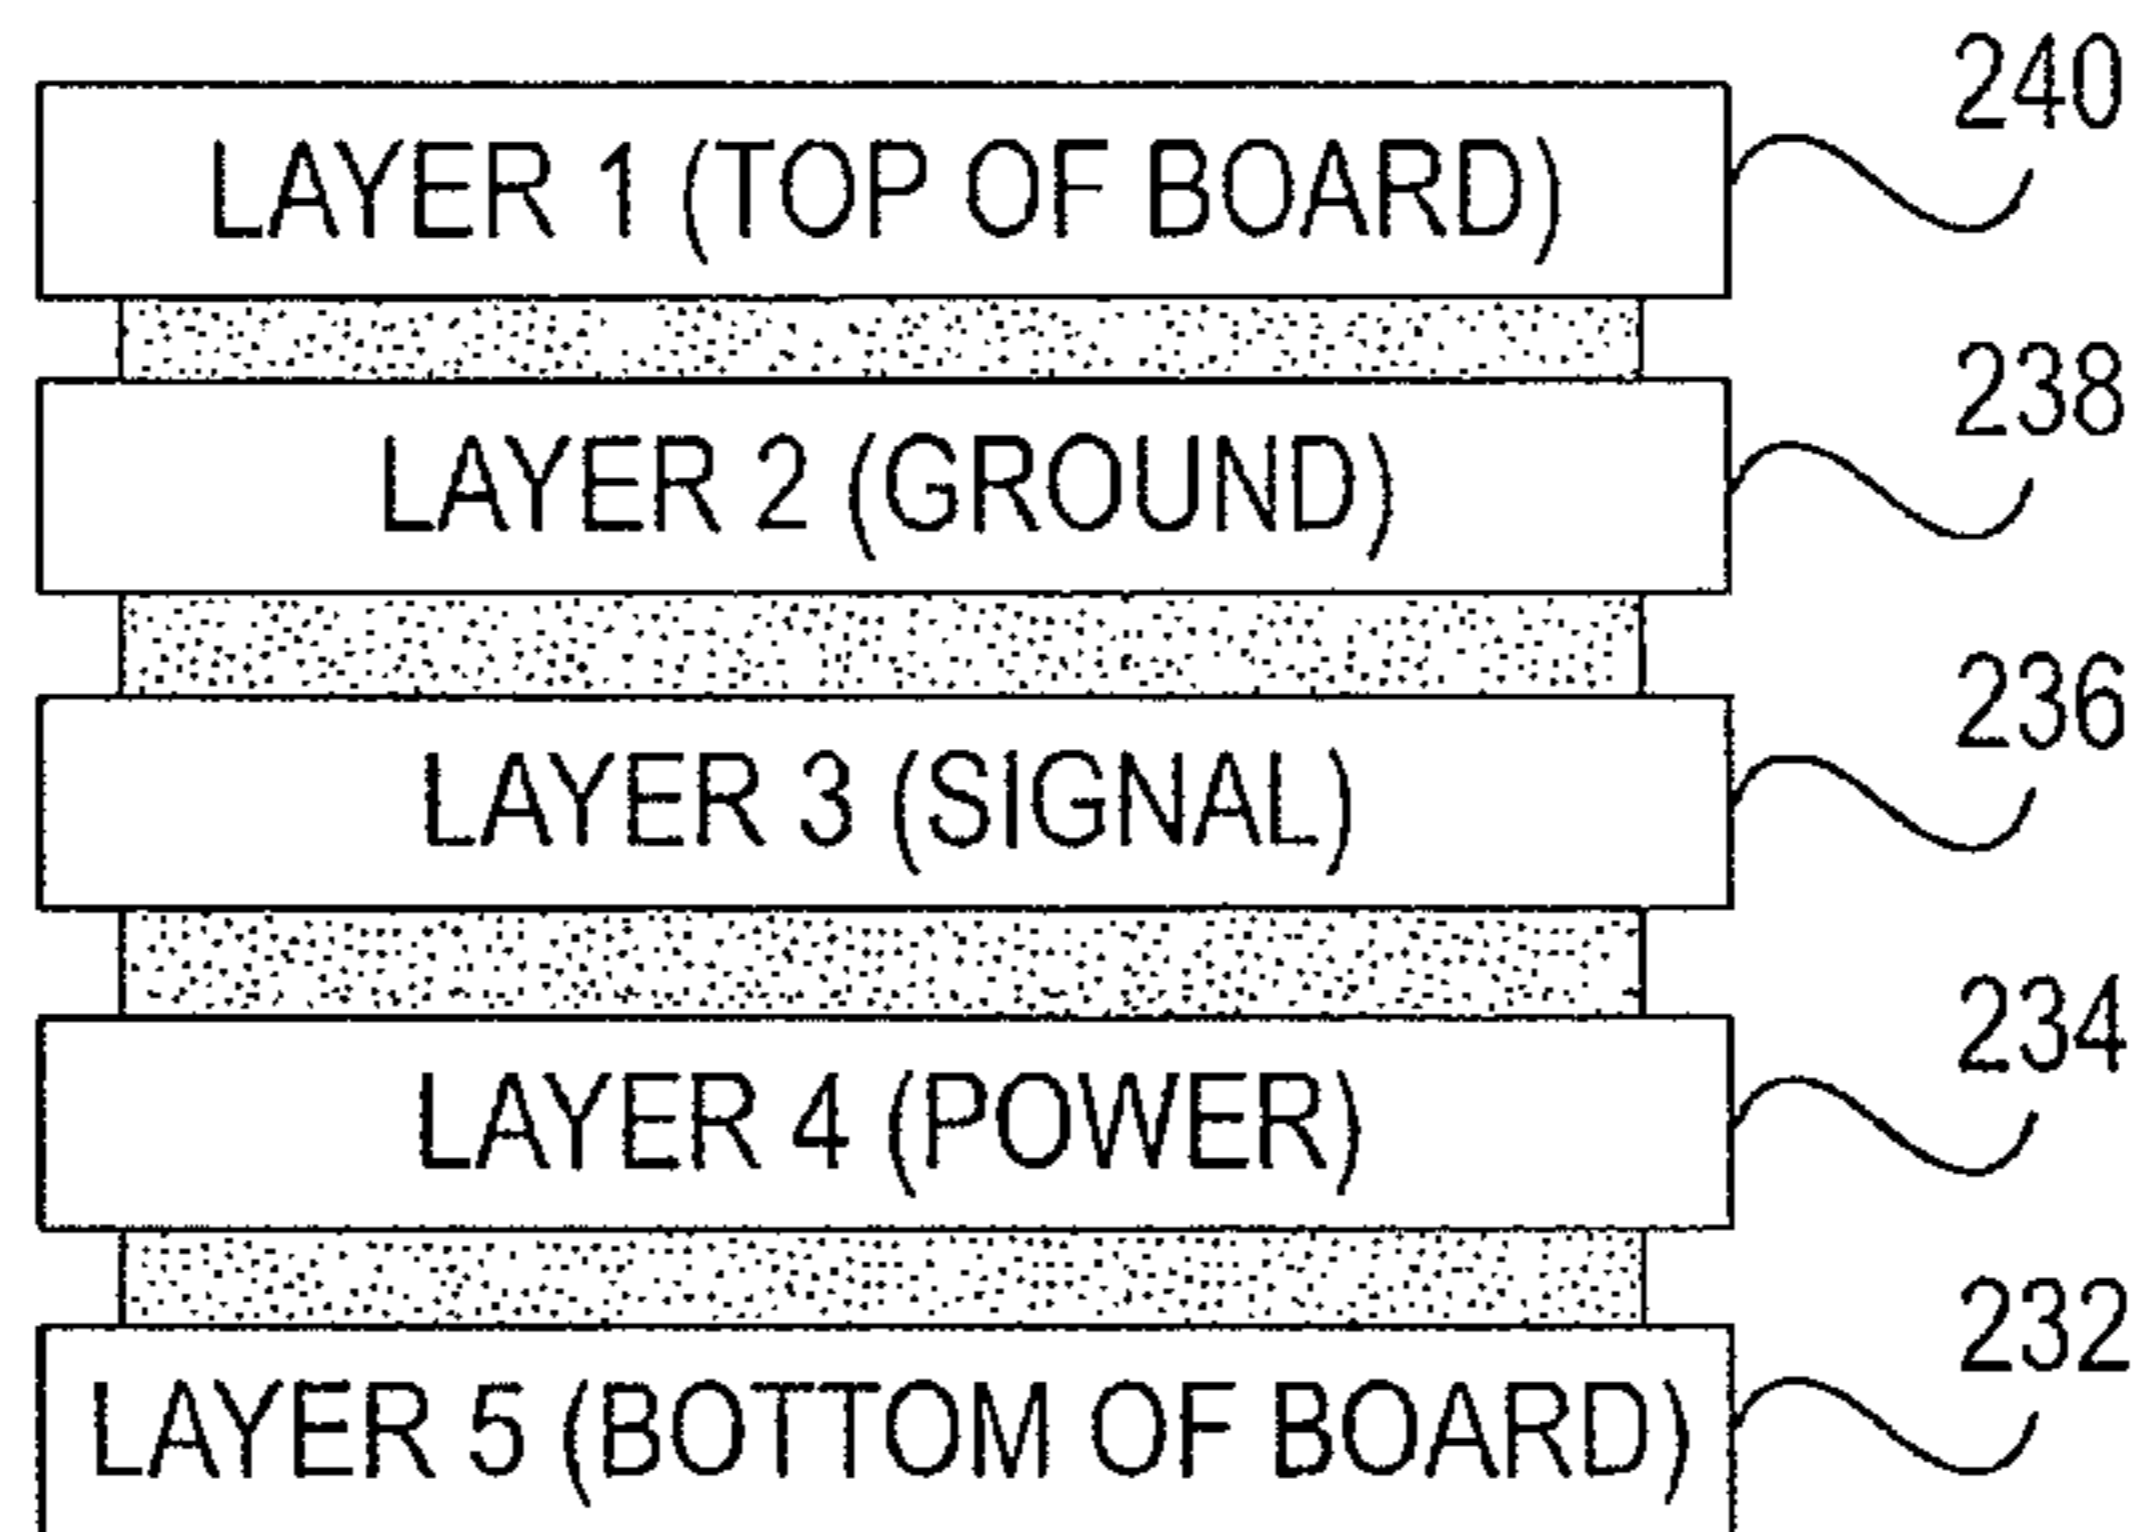 240
LAYER 1 (TOP OF BOARD)
238
LAYER 2 (GROUND)
236
LAYER 3 (SIGNAL)
234
LAYER 4 (POWER)
232
LAYER 5 (BOTTOM OF BOARD)